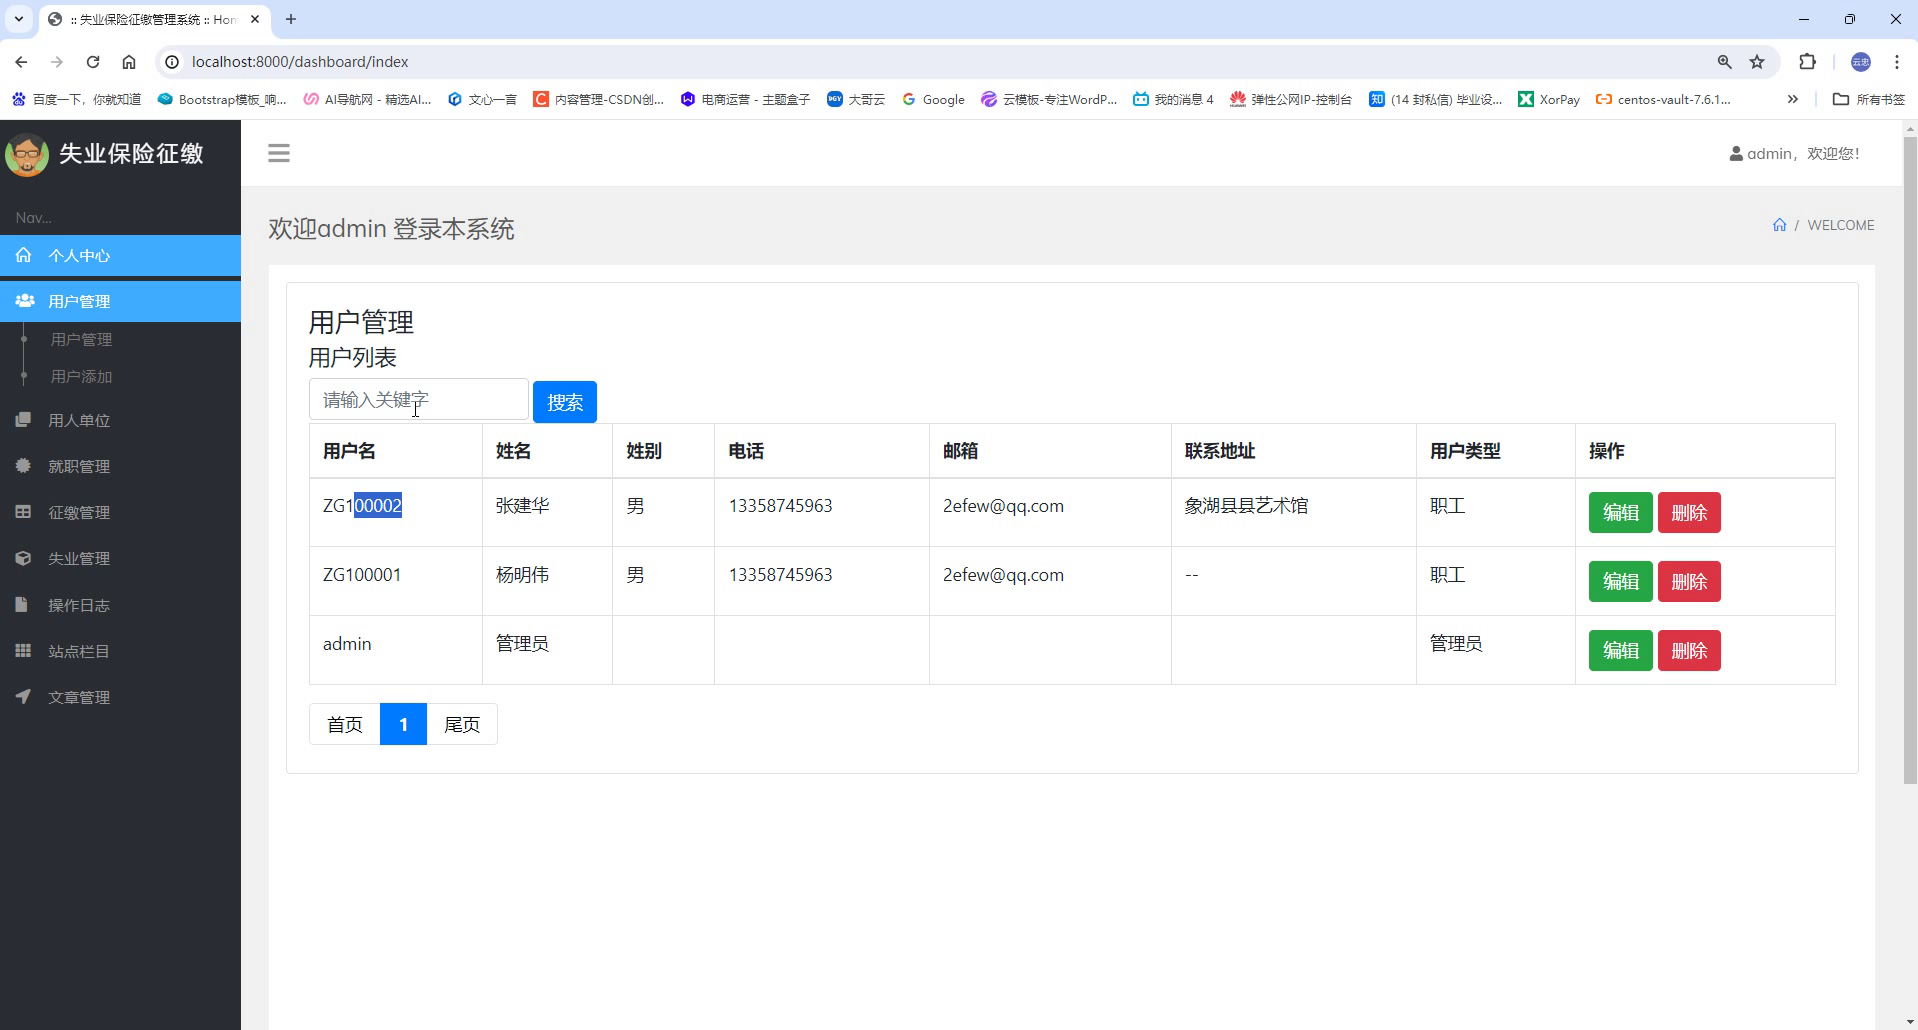 :: 失业保险征缴管理系统 :: Hom
localhost:8000/dashboard/index
百度一下，你就知道 Bootstrap模板_响... AI导航网 - 精选AI... 文心一言 内容管理-CSDN创... 电商运营 - 主题盒子 大哥云 Google 云模板-专注WordP... 我的消息 4 弹性公网IP-控制台 (14 封私信) 毕业设... XorPay centos-vault-7.6.1... » 所有书签
失业保险征缴
admin，欢迎您!
Nav...
个人中心
用户管理
用户管理
用户添加
用人单位
就职管理
征缴管理
失业管理
操作日志
站点栏目
文章管理
欢迎admin 登录本系统
/ WELCOME
用户管理
用户列表
请输入关键字 搜索
用户名 姓名 姓别 电话 邮箱 联系地址 用户类型 操作
ZG100002 张建华 男 13358745963 2efew@qq.com 象湖县县艺术馆 职工 编辑 删除
ZG100001 杨明伟 男 13358745963 2efew@qq.com -- 职工 编辑 删除
admin 管理员 管理员 编辑 删除
首页 1 尾页